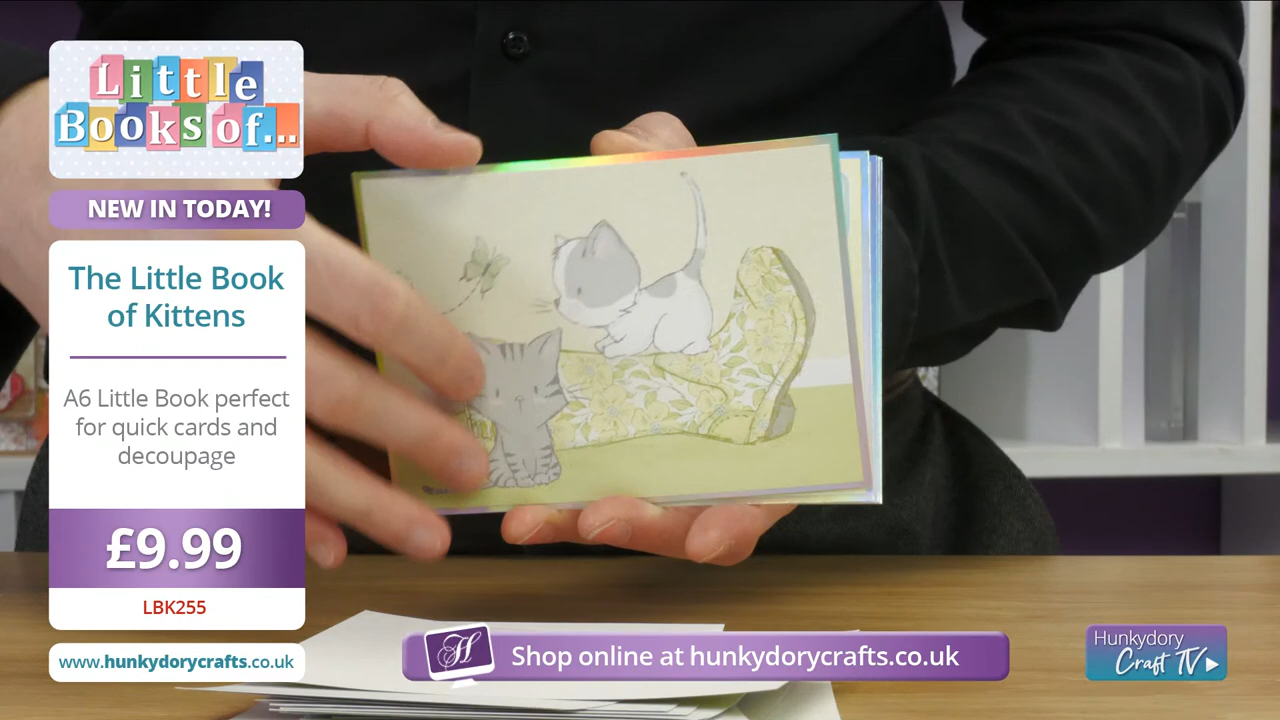 Little
Books of...
NEW IN TODAY!
The Little Book
of Kittens
A6 Little Book perfect
for quick cards and
decoupage
£9.99
LBK255
www.hunkydorycrafts.co.uk
H
Shop online at hunkydorycrafts.co.uk
Hunkydory
Craft TV